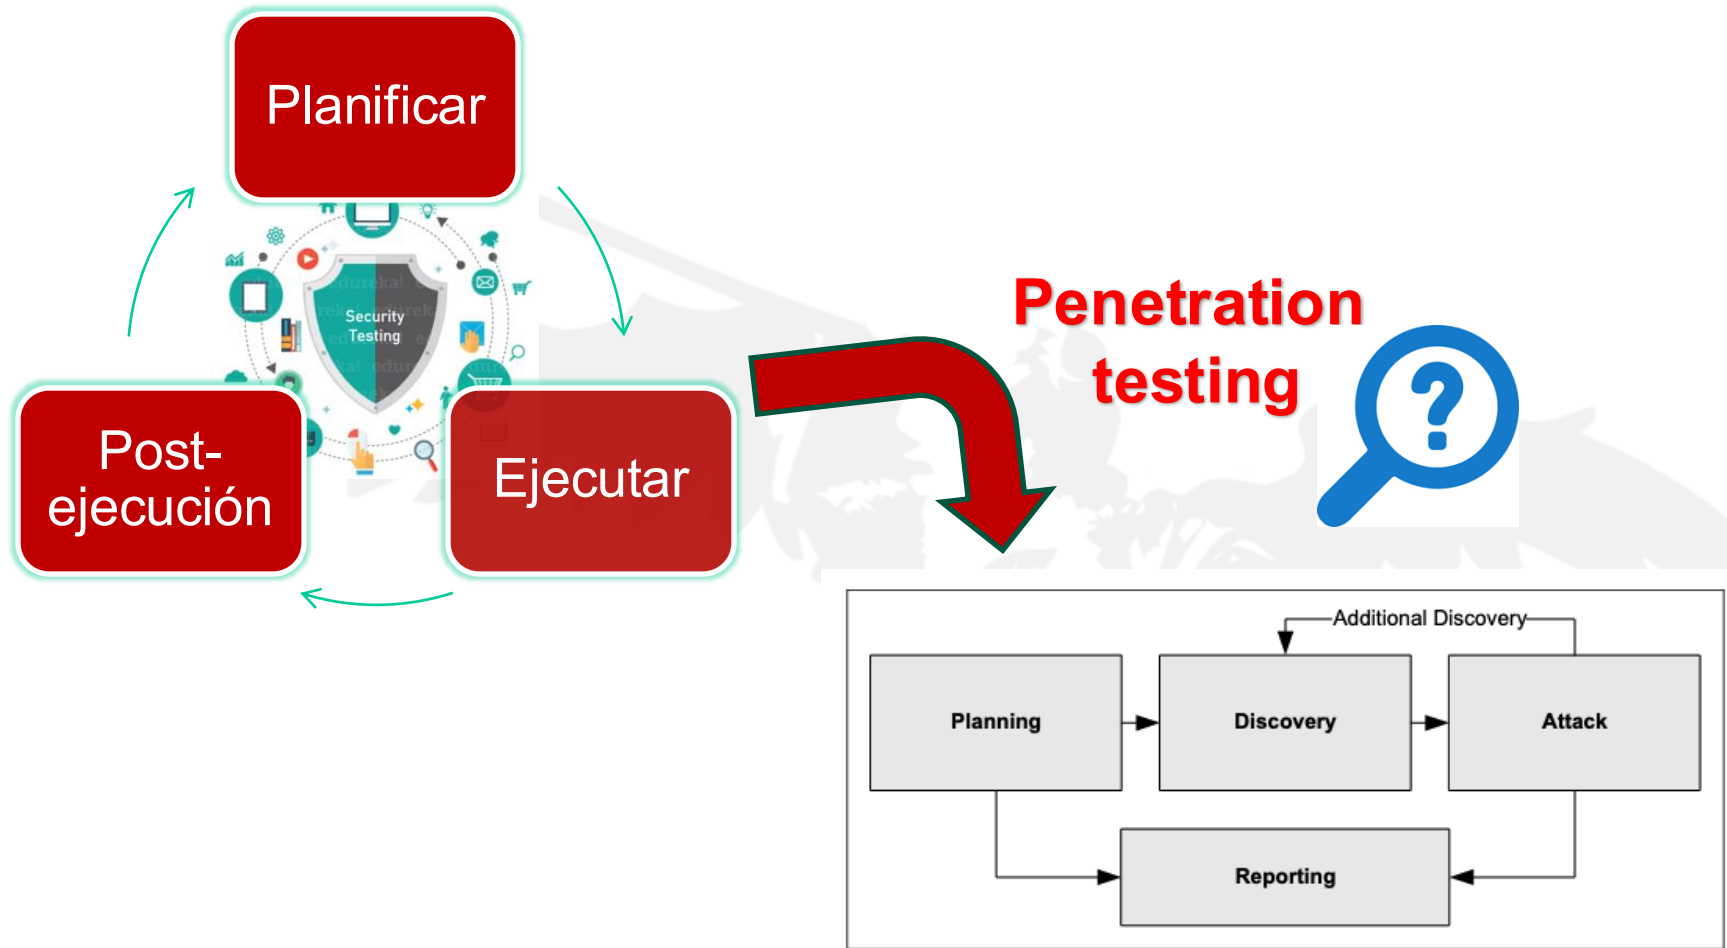 Planificar
Security
Testing
Post-
ejecución
Ejecutar
Penetration
testing
?
Additional Discovery
Planning
Discovery
Attack
Reporting